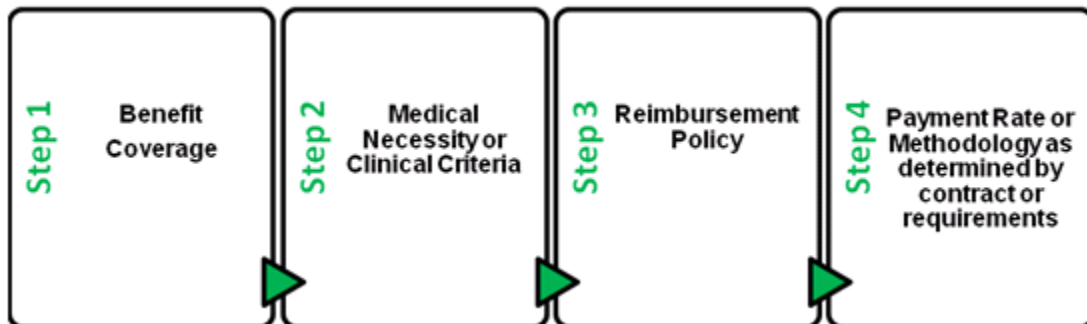 Step 1
Benefit
Coverage
Step 2
Medical
Necessity or
Clinical Criteria
Step 3
Reimbursement
Policy
Step 4
Payment Rate or
Methodology as
determined by
contract or
requirements